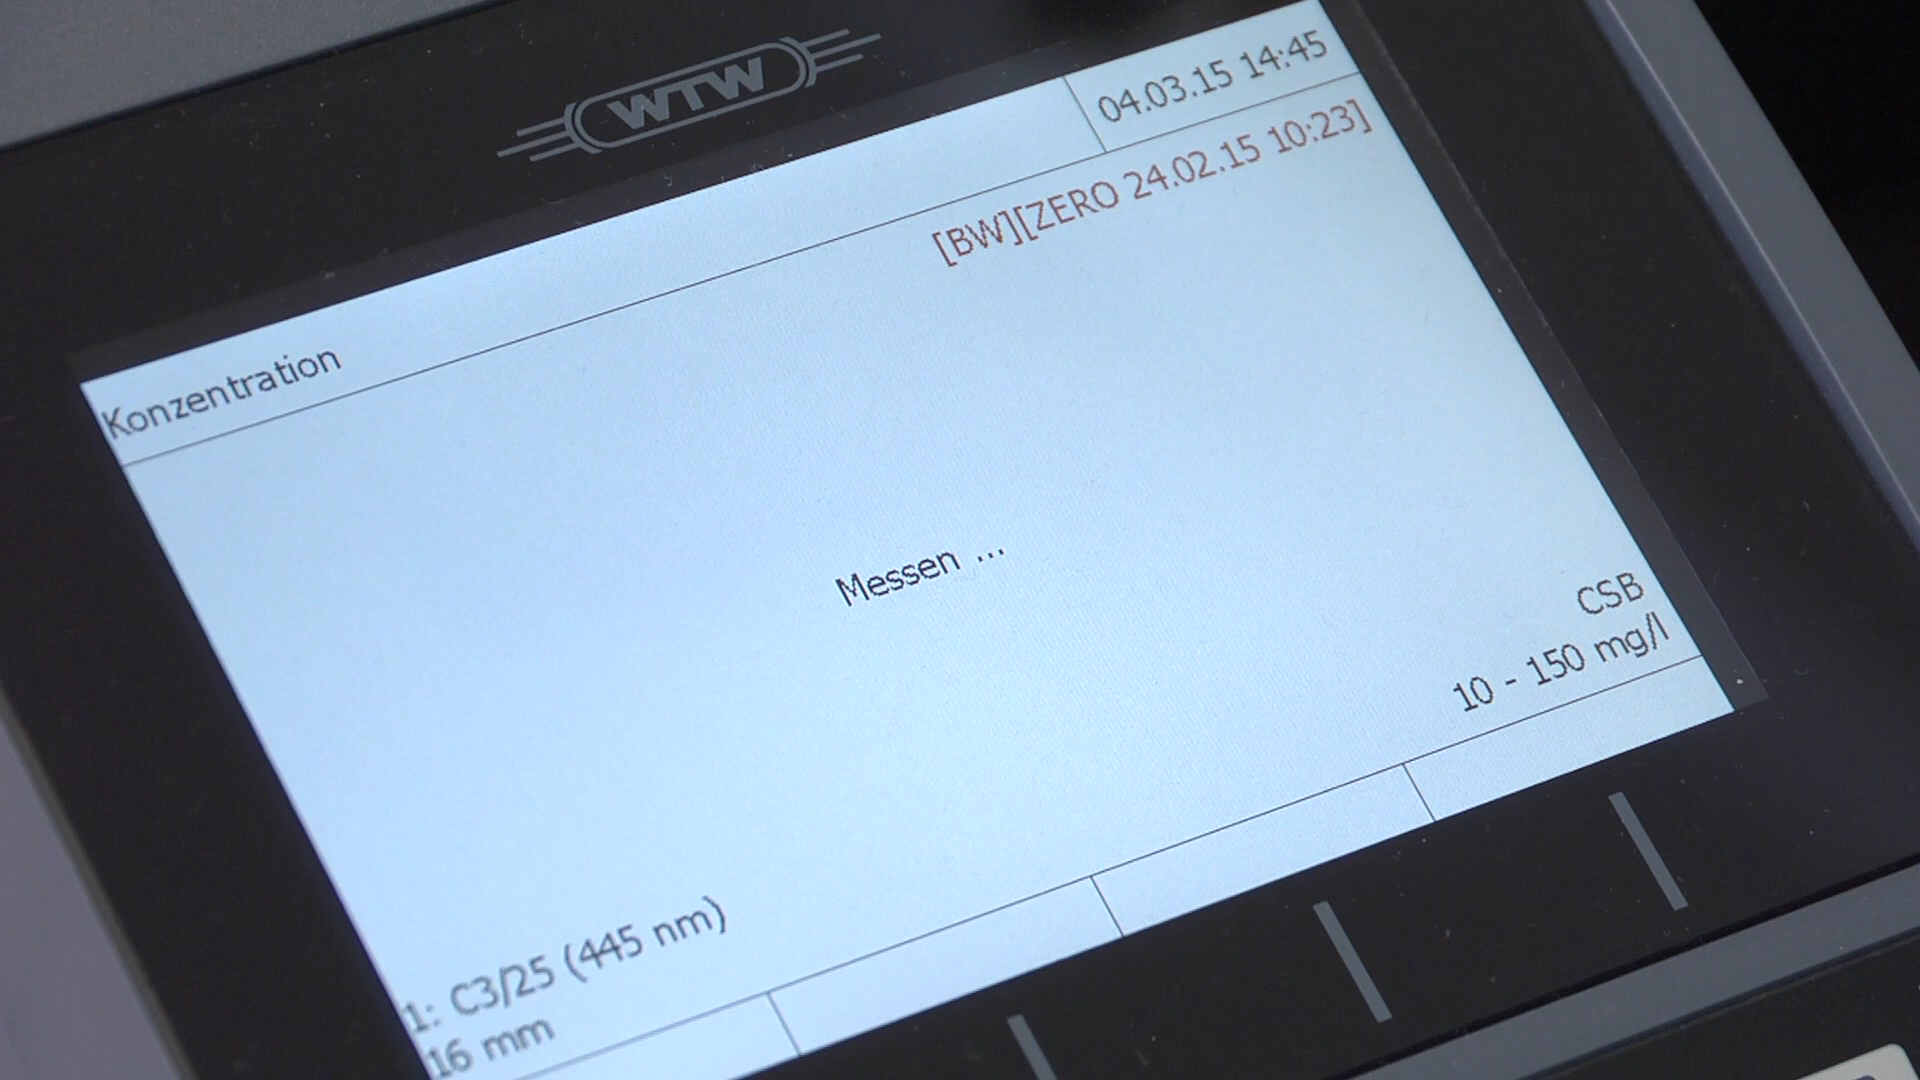 WTW
04.03.15 14:45
Konzentration
[BW][ZERO 24.02.15 10:23]
Messen ...
CSB
10 - 150 mg/l
1: C3/25 (445 nm)
16 mm